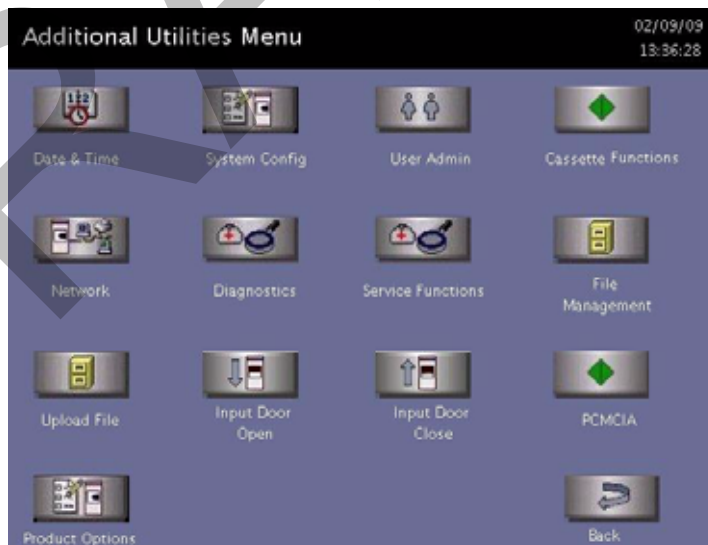 Additional Utilities Menu
02/09/09
13:36:28
Date & Time
System Config
User Admin
Cassette Functions
Network
Diagnostics
Service Functions
File
Management
Upload File
Input Door
Open
Input Door
Close
PCMCIA
Product Options
Back